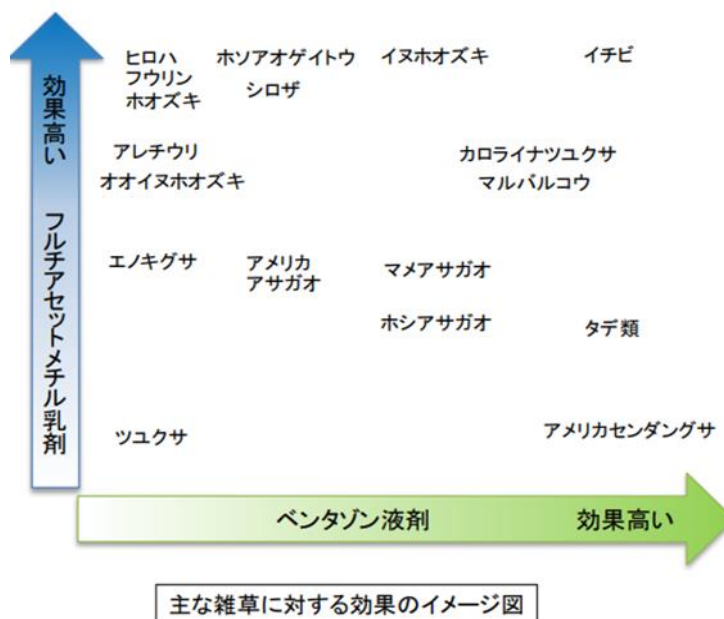 効果高い
フルチアセットメチル乳剤
ヒロハ
フウリン
ホオズキ
ホソアオゲイトウ
シロザ
イヌホオズキ
イチビ
アレチウリ
オオイヌホオズキ
カロライナツユクサ
マルバルコウ
エノキグサ
アメリカ
アサガオ
マメアサガオ
ホシアサガオ
タデ類
ツユクサ
アメリカセンダングサ
ベンタゾン液剤
効果高い
主な雑草に対する効果のイメージ図